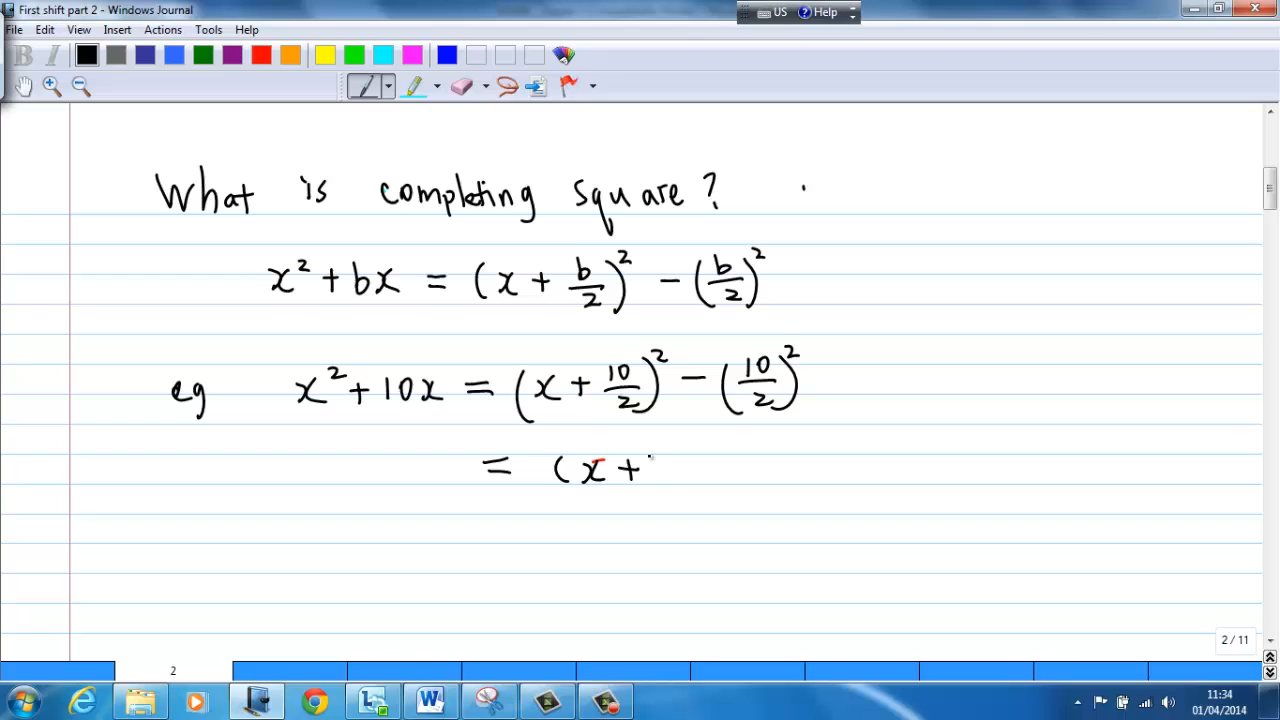 First shift part 2 - Windows Journal
US Help
File Edit View Insert Actions Tools Help
B I
What is completing square?
x² + bx = (x + b/2)² - (b/2)²
eg x² + 10x = (x + 10/2)² - (10/2)²
= (x +
2 / 11
2
11:34
01/04/2014